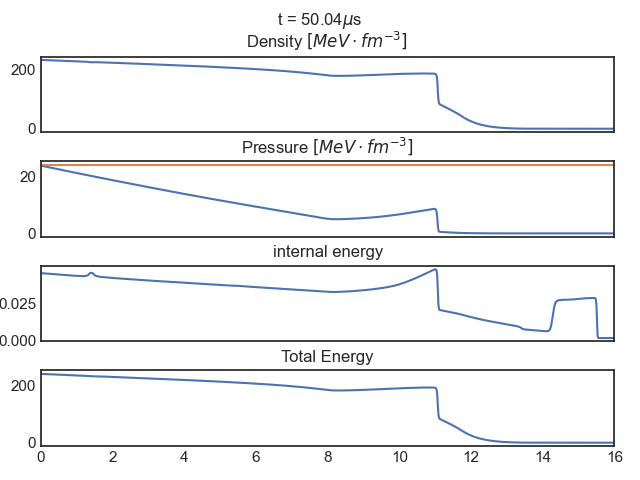 t = 50.04μs
Density [MeV · fm⁻³]
200
0
Pressure [MeV · fm⁻³]
20
0
internal energy
0.025
0.000
Total Energy
200
0
0 2 4 6 8 10 12 14 16